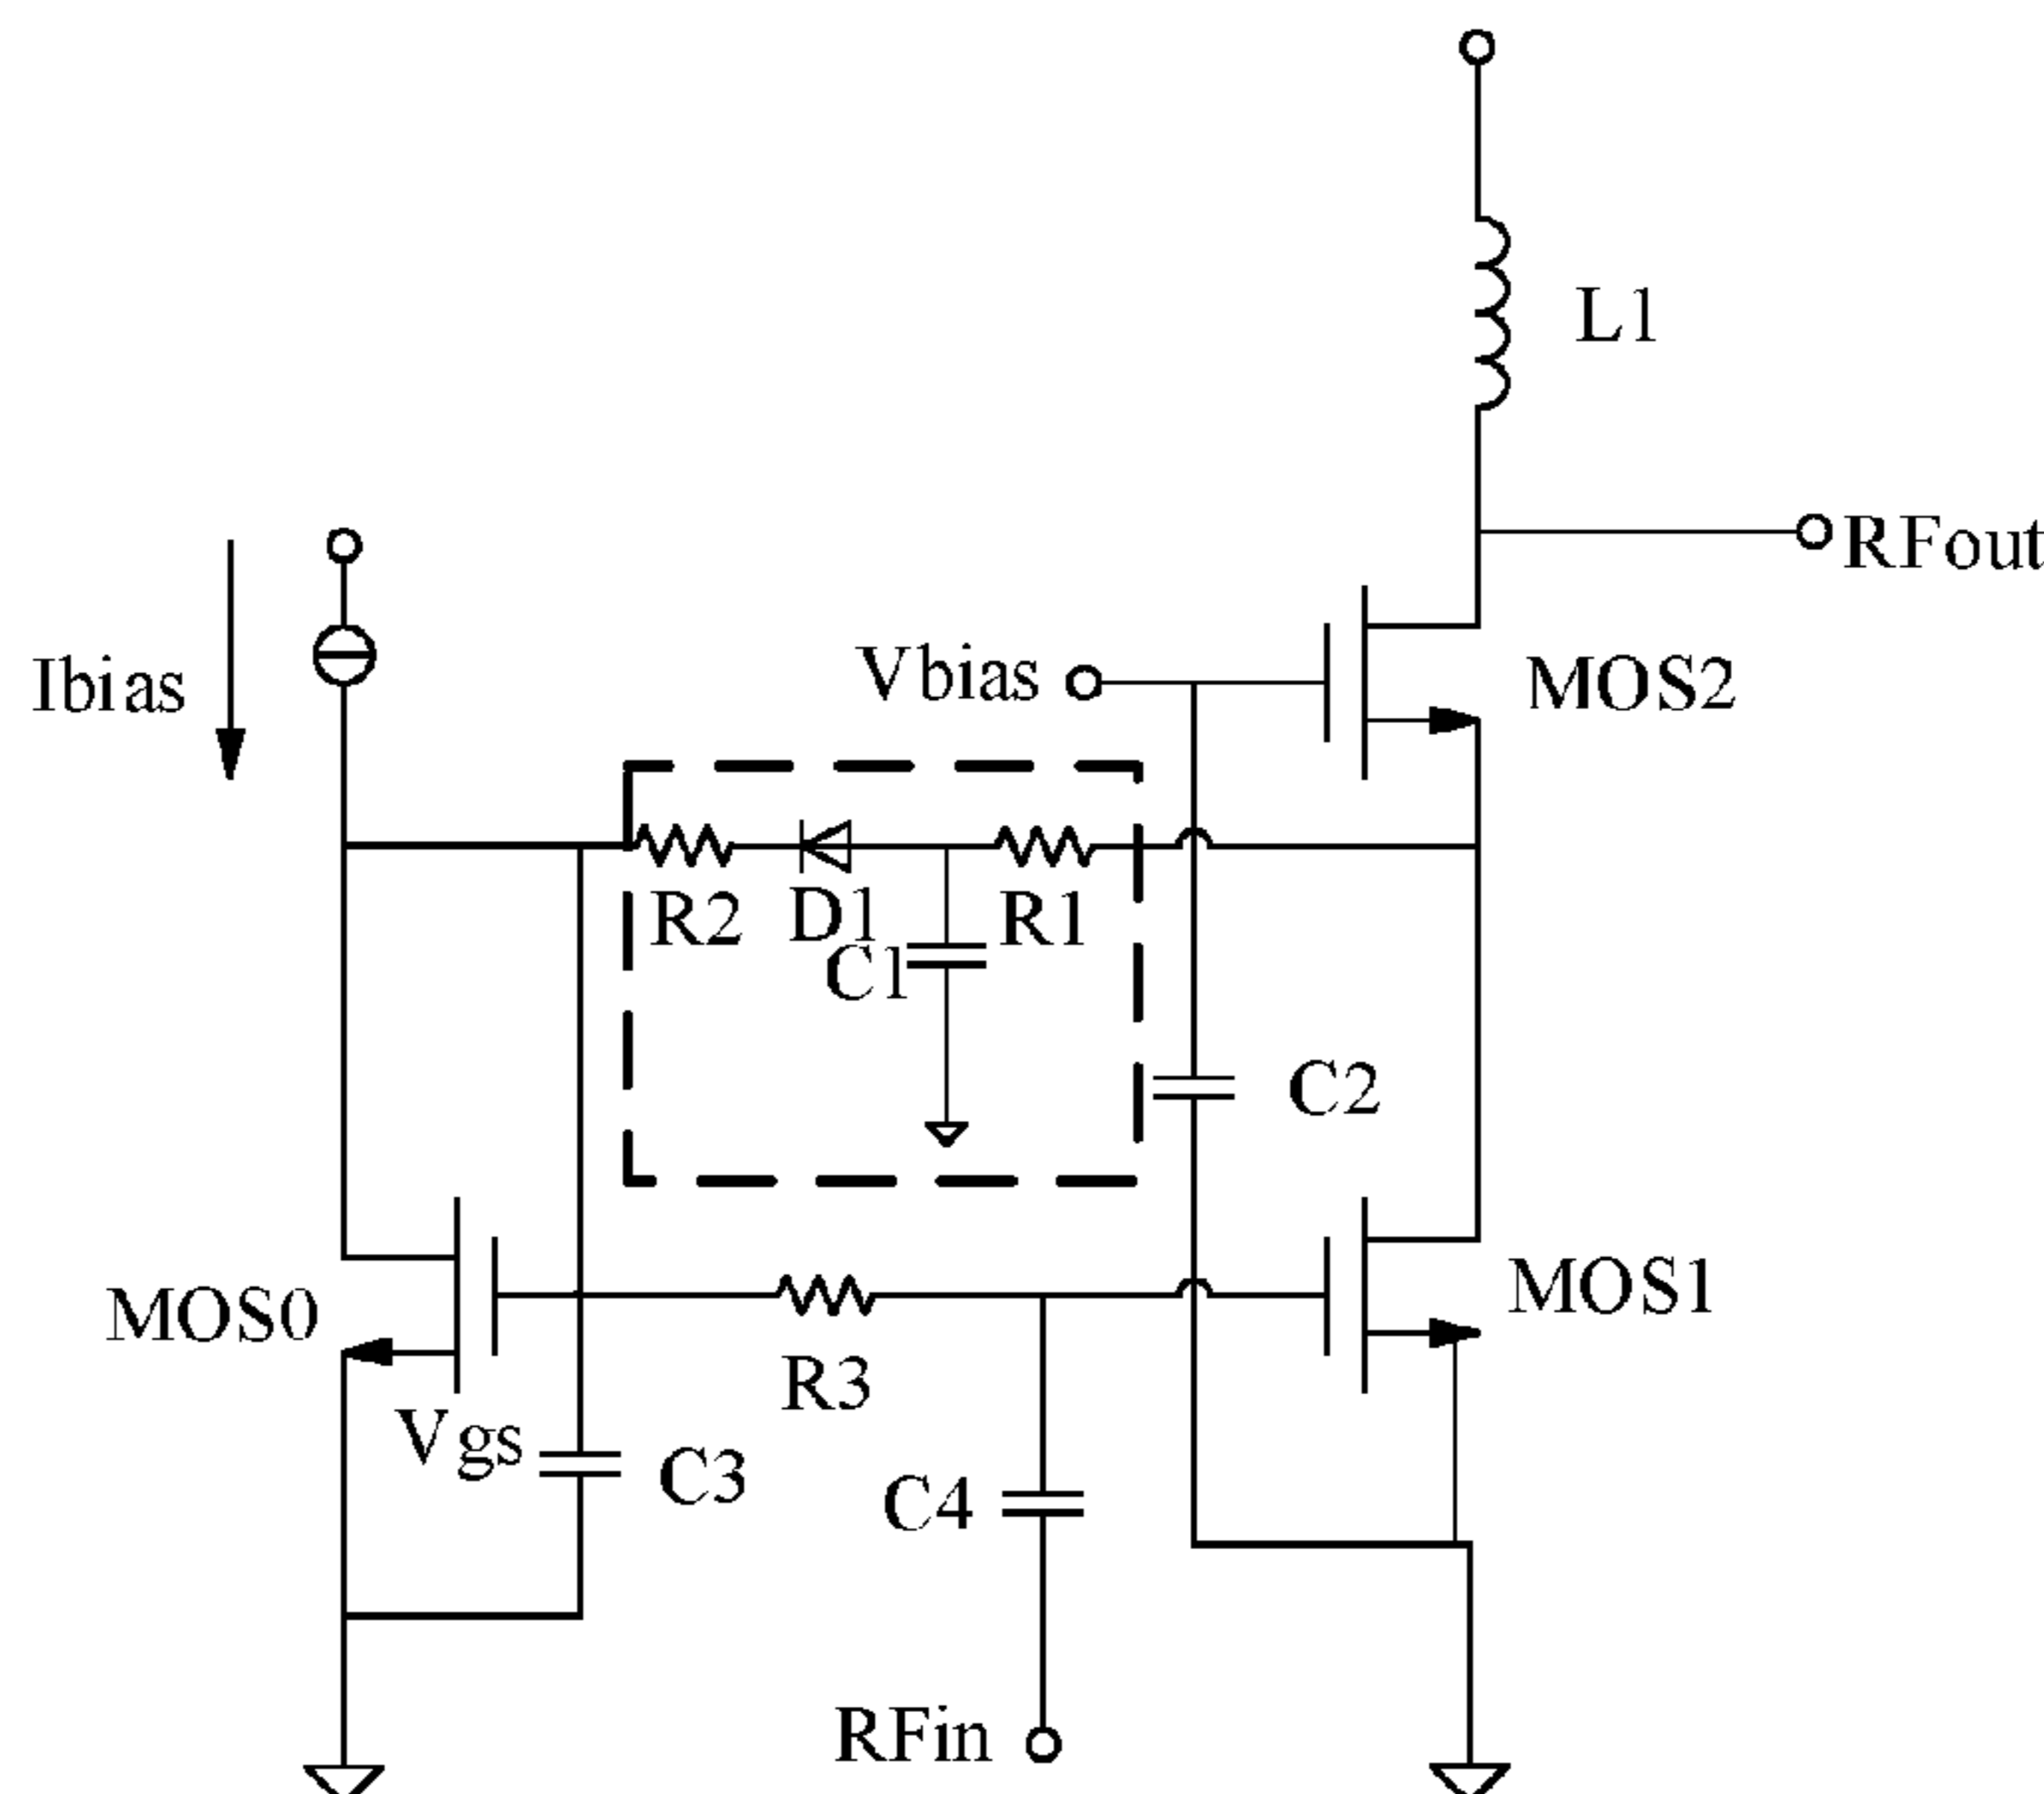 L1
RFout
Ibias
Vbias
MOS2
R2
D1
R1
C1
C2
MOS0
MOS1
R3
Vgs
C3
C4
RFin